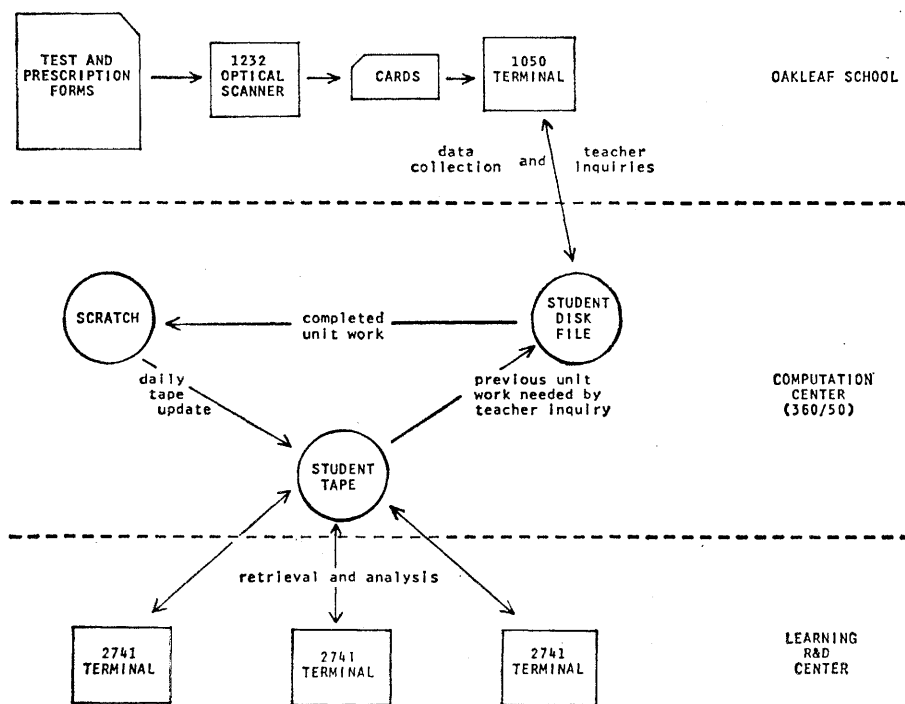 TEST AND
PRESCRIPTION
FORMS
1232
OPTICAL
SCANNER
CARDS
1050
TERMINAL
OAKLEAF SCHOOL
data
collection and teacher
inquiries
SCRATCH
completed
unit work
STUDENT
DISK
FILE
daily
tape
update
previous unit
work needed by
teacher inquiry
COMPUTATION
CENTER
(360/50)
STUDENT
TAPE
retrieval and analysis
2741
TERMINAL
2741
TERMINAL
2741
TERMINAL
LEARNING
R&D
CENTER